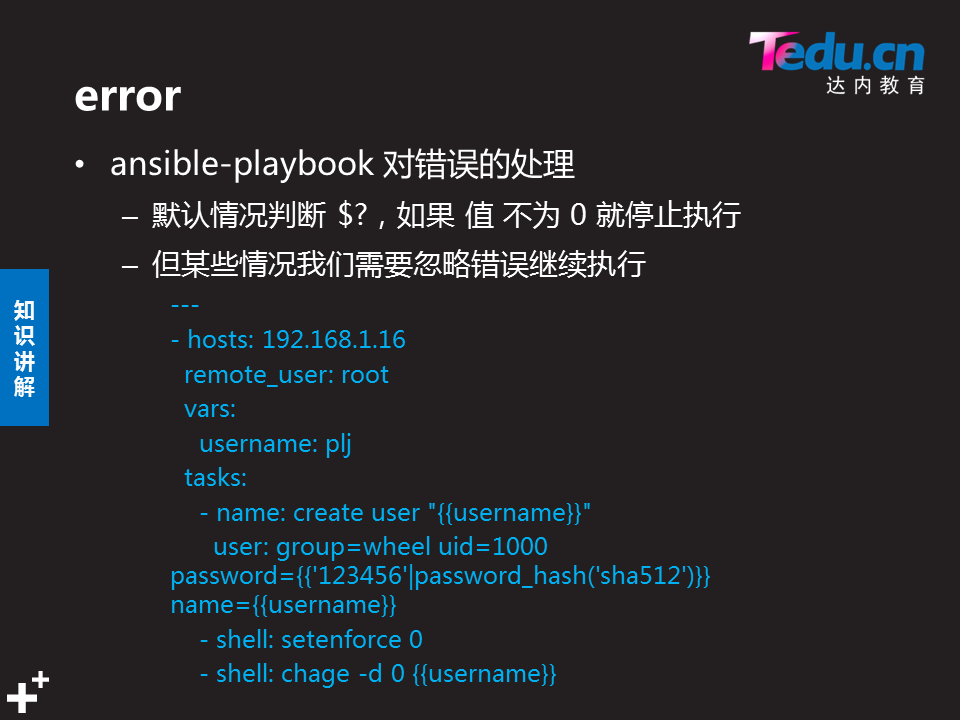 Tedu.cn
达内教育
error
• ansible-playbook 对错误的处理
– 默认情况判断 $?，如果 值 不为 0 就停止执行
– 但某些情况我们需要忽略错误继续执行
知识讲解
---
- hosts: 192.168.1.16
  remote_user: root
  vars:
    username: plj
  tasks:
    - name: create user "{{username}}"
      user: group=wheel uid=1000
password={{'123456'|password_hash('sha512')}}
name={{username}}
    - shell: setenforce 0
    - shell: chage -d 0 {{username}}